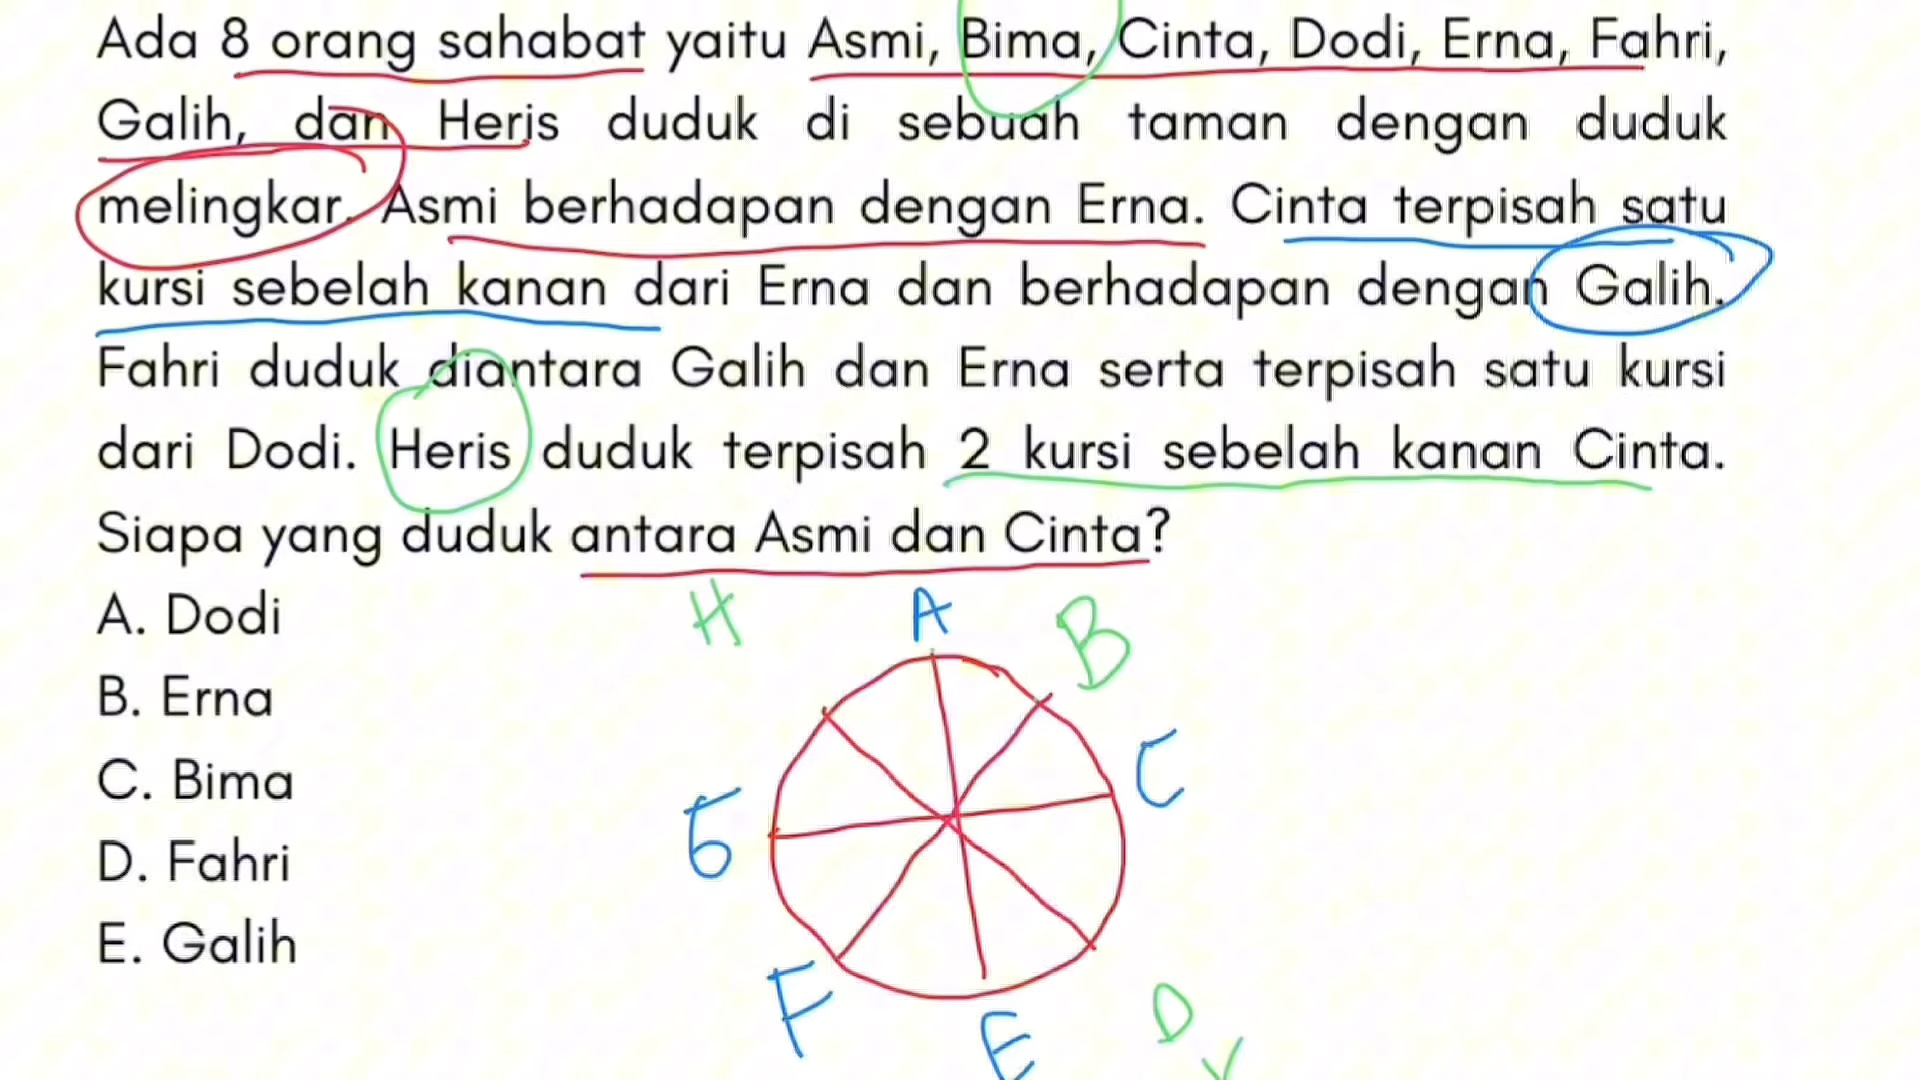 Ada 8 orang sahabat yaitu Asmi, Bima, Cinta, Dodi, Erna, Fahri,
Galih, dan Heris duduk di sebuah taman dengan duduk
melingkar. Asmi berhadapan dengan Erna. Cinta terpisah satu
kursi sebelah kanan dari Erna dan berhadapan dengan Galih.
Fahri duduk diantara Galih dan Erna serta terpisah satu kursi
dari Dodi. Heris duduk terpisah 2 kursi sebelah kanan Cinta.
Siapa yang duduk antara Asmi dan Cinta?
A. Dodi
B. Erna
C. Bima
D. Fahri
E. Galih
H
A
B
C
G
F
E
D